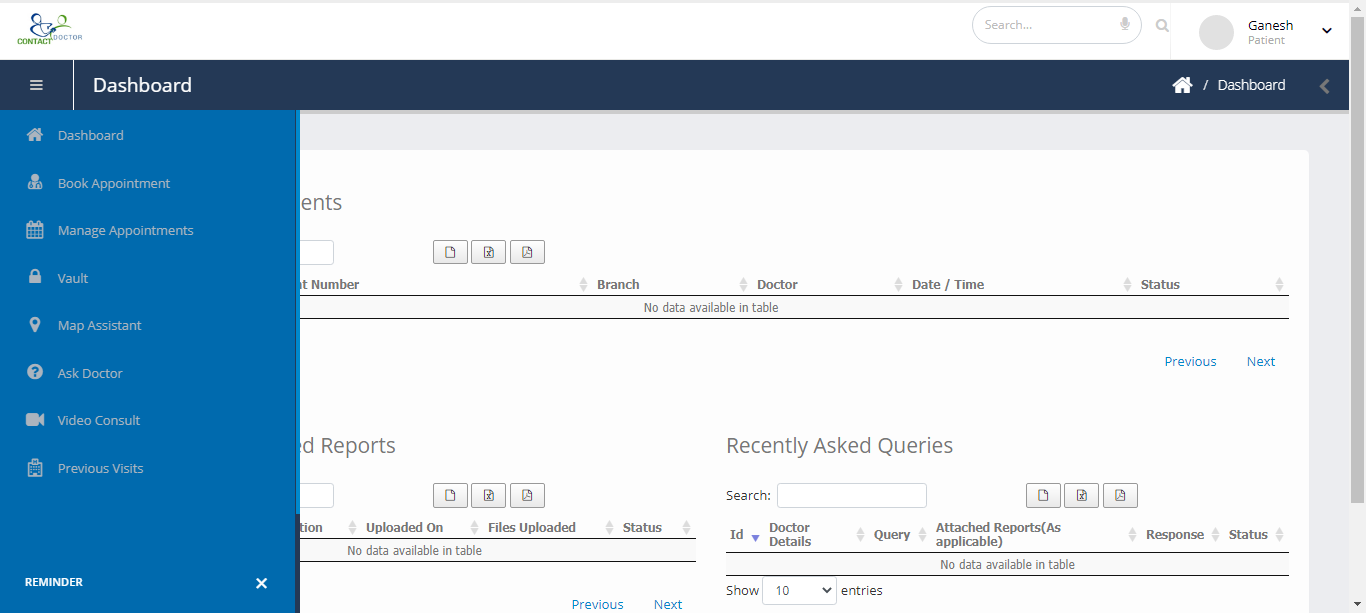 CONTACT DOCTOR
Search...
Ganesh
Patient
Dashboard
/ Dashboard
Dashboard
Book Appointment
Manage Appointments
Vault
Map Assistant
Ask Doctor
Video Consult
Previous Visits
REMINDER
ents
t Number Branch Doctor Date / Time Status
No data available in table
Previous Next
d Reports
tion Uploaded On Files Uploaded Status
No data available in table
Previous Next
Recently Asked Queries
Search:
Id Doctor Details Query Attached Reports(As applicable) Response Status
No data available in table
Show 10 entries